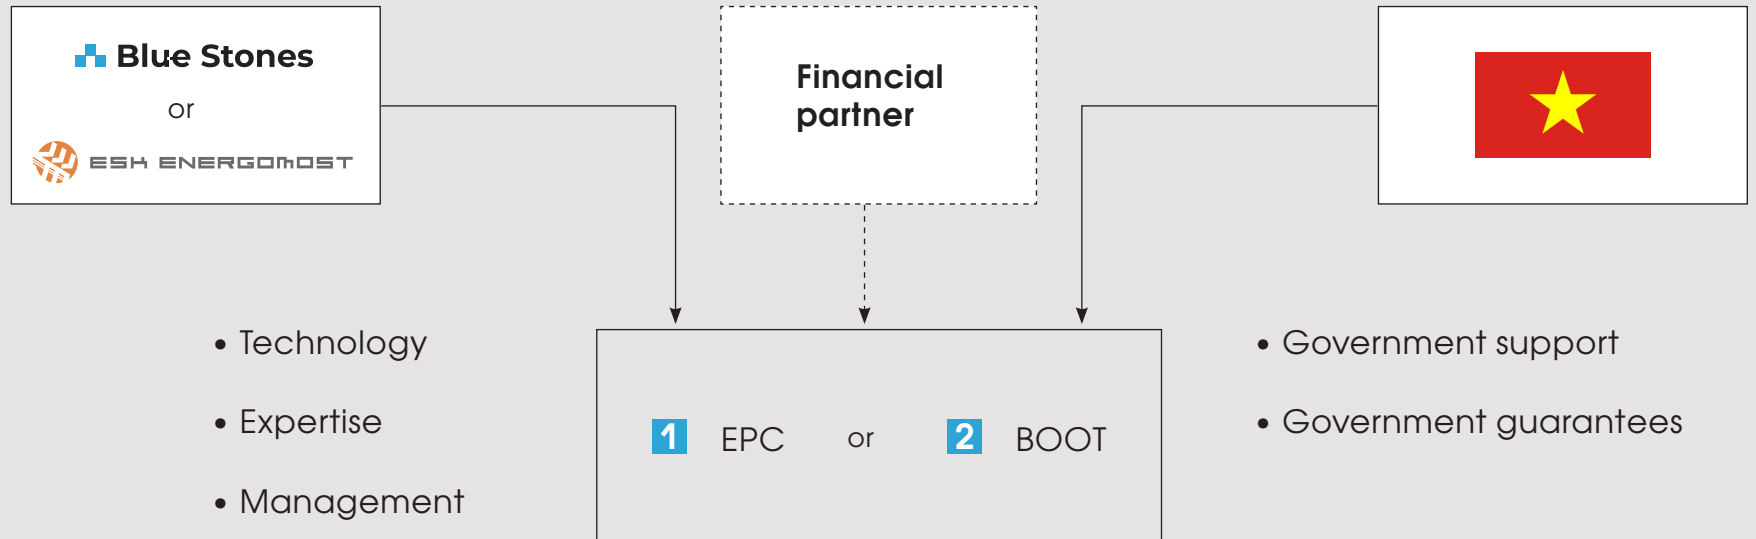 Blue Stones
or
ESK ENERGOMOST
Financial
partner
• Technology
• Expertise
• Management
1 EPC or 2 BOOT
• Government support
• Government guarantees